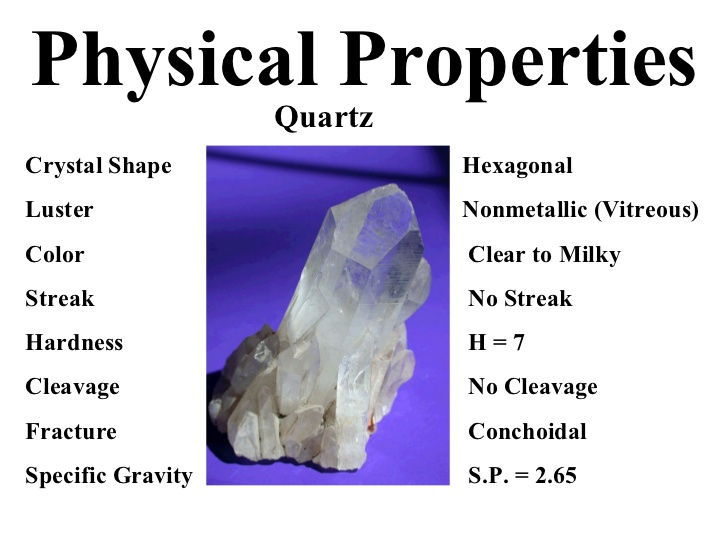 Physical Properties
Quartz
Crystal Shape Hexagonal
Luster Nonmetallic (Vitreous)
Color Clear to Milky
Streak No Streak
Hardness H = 7
Cleavage No Cleavage
Fracture Conchoidal
Specific Gravity S.P. = 2.65